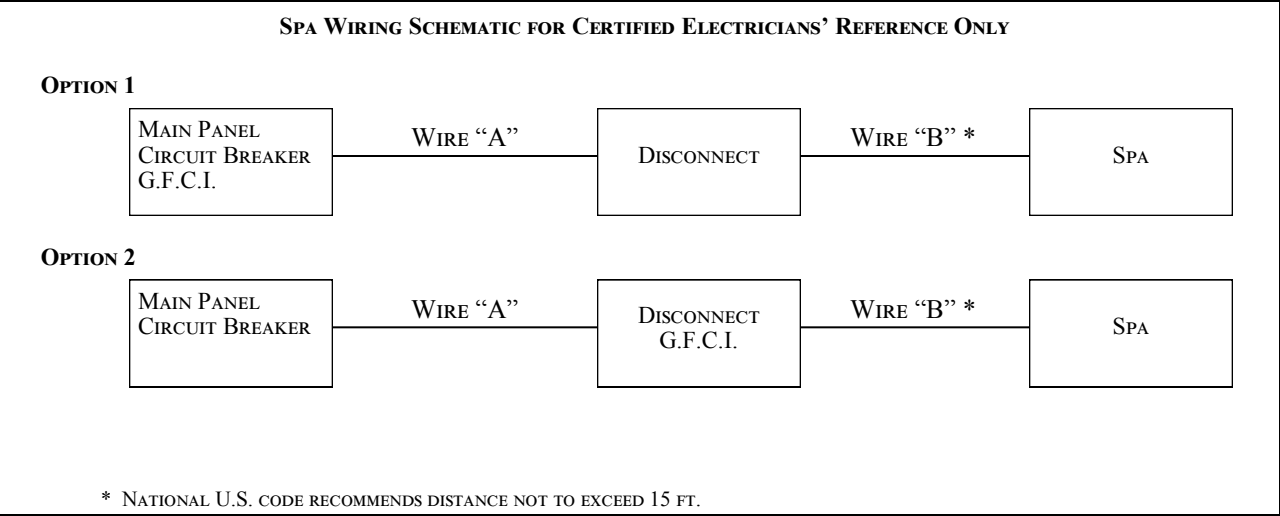 Spa Wiring Schematic for Certified Electricians’ Reference Only
Option 1
Main Panel
Circuit Breaker
G.F.C.I.
Wire “A”
Disconnect
Wire “B” *
Spa
Option 2
Main Panel
Circuit Breaker
Wire “A”
Disconnect
G.F.C.I.
Wire “B” *
Spa
* National U.S. code recommends distance not to exceed 15 ft.